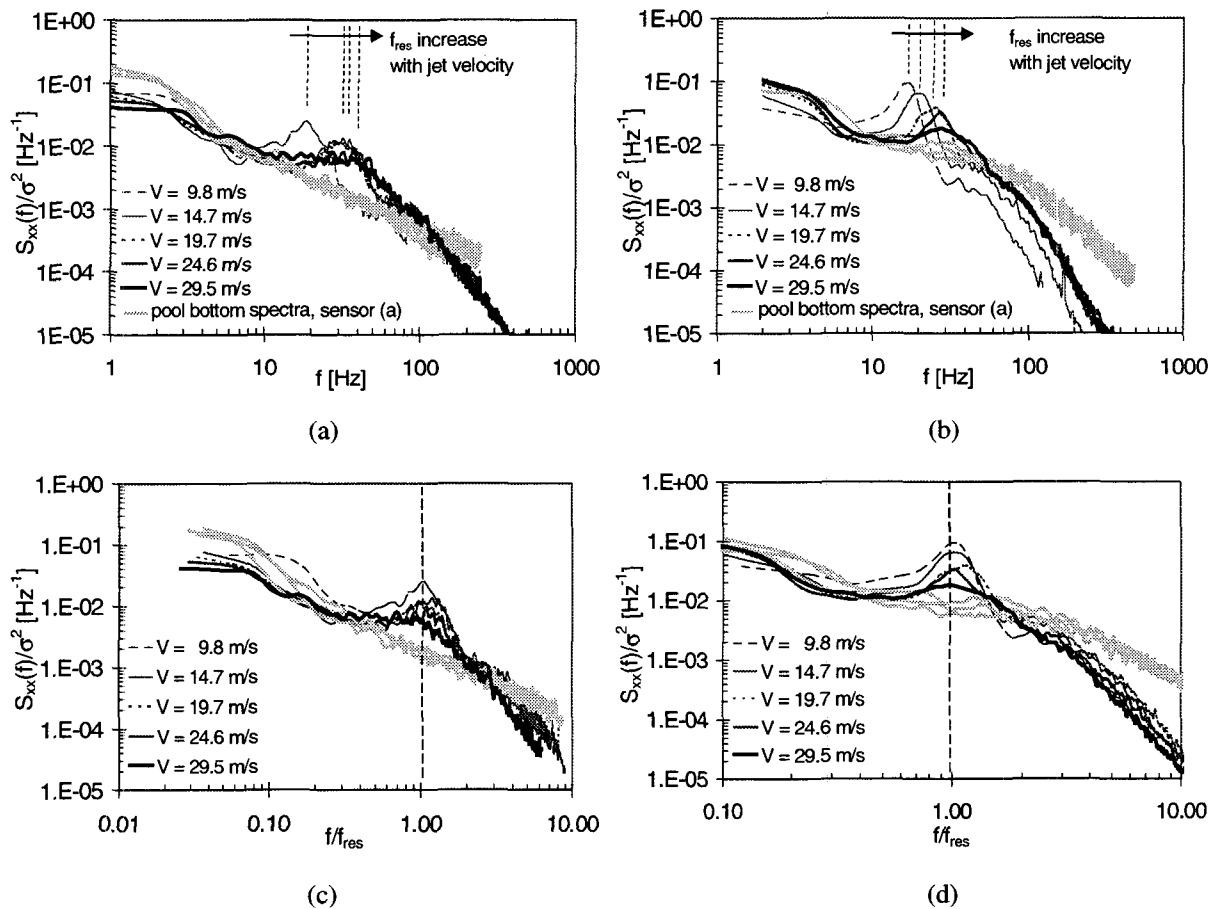 1E+00
1E-01
1E-02
1E-03
1E-04
1E-05
S_xx(f)/σ² [Hz⁻¹]
f_res increase
with jet velocity
V = 9.8 m/s
V = 14.7 m/s
V = 19.7 m/s
V = 24.6 m/s
V = 29.5 m/s
pool bottom spectra, sensor (a)
1 10 100 1000
f [Hz]
(a)
1E+00
1E-01
1E-02
1E-03
1E-04
1E-05
S_xx(f)/σ² [Hz⁻¹]
f_res increase
with jet velocity
V = 9.8 m/s
V = 14.7 m/s
V = 19.7 m/s
V = 24.6 m/s
V = 29.5 m/s
pool bottom spectra, sensor (a)
1 10 100 1000
f [Hz]
(b)
1.E+00
1.E-01
1.E-02
1.E-03
1.E-04
1.E-05
S_xx(f)/σ² [Hz⁻¹]
V = 9.8 m/s
V = 14.7 m/s
V = 19.7 m/s
V = 24.6 m/s
V = 29.5 m/s
0.01 0.10 1.00 10.00
f/f_res
(c)
1.E+00
1.E-01
1.E-02
1.E-03
1.E-04
1.E-05
S_xx(f)/σ² [Hz⁻¹]
V = 9.8 m/s
V = 14.7 m/s
V = 19.7 m/s
V = 24.6 m/s
V = 29.5 m/s
0.10 1.00 10.00
f/f_res
(d)